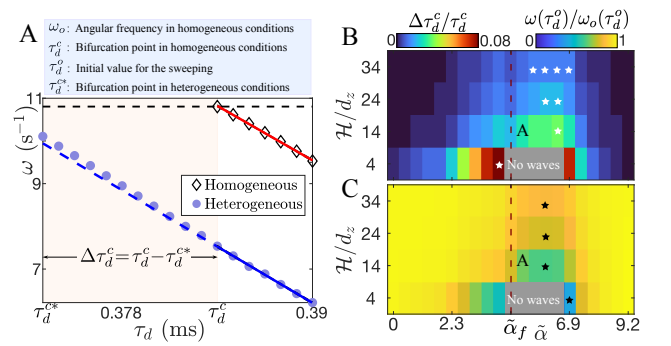 A
ω_o : Angular frequency in homogeneous conditions
τ_d^c : Bifurcation point in homogeneous conditions
τ_d^o : Initial value for the sweeping
τ_d^{c*} : Bifurcation point in heterogeneous conditions
11
9
7
ω (s⁻¹)
Homogeneous
Heterogeneous
Δτ_d^c=τ_d^c−τ_d^{c*}
τ_d^{c*} 0.378 τ_d^c 0.39
τ_d (ms)
B
0 Δτ_d^c/τ_d^c 0.08
0 ω(τ_d^o)/ω_o(τ_d^o) 1
34
24
14
4
ℋ/d_z
A
No waves
C
34
24
14
4
ℋ/d_z
A
No waves
0 2.3 α̃_f α̃ 6.9 9.2